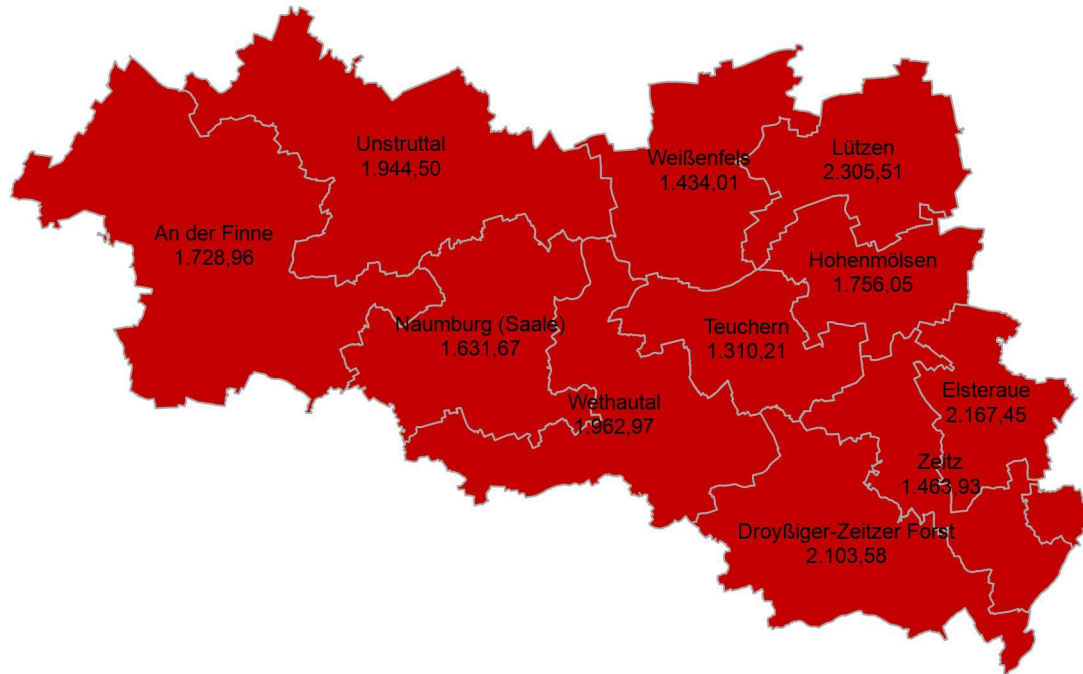 Unstruttal
1.944,50
Weißenfels
1.434,01
Lützen
2.305,51
An der Finne
1.728,96
Hohenmölsen
1.756,05
Naumburg (Saale)
1.631,67
Teuchern
1.310,21
Wethautal
1.962,97
Elsteraue
2.167,45
Zeitz
1.463,93
Droyßiger-Zeitzer Forst
2.103,58